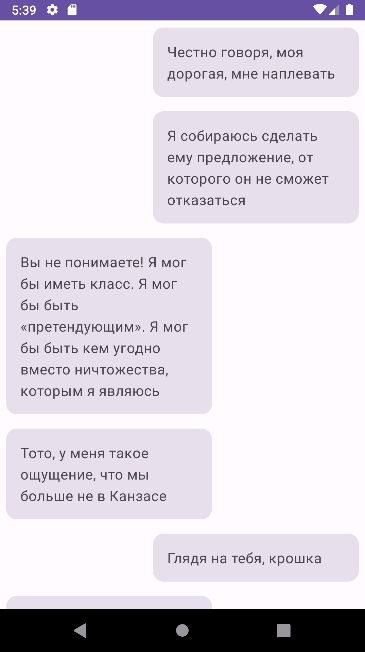 5:39
Честно говоря, моя
дорогая, мне наплевать
Я собираюсь сделать
ему предложение, от
которого он не сможет
отказаться
Вы не понимаете! Я мог
бы иметь класс. Я мог
бы быть
«претендующим». Я мог
бы быть кем угодно
вместо ничтожества,
которым я являюсь
Тото, у меня такое
ощущение, что мы
больше не в Канзасе
Глядя на тебя, крошка